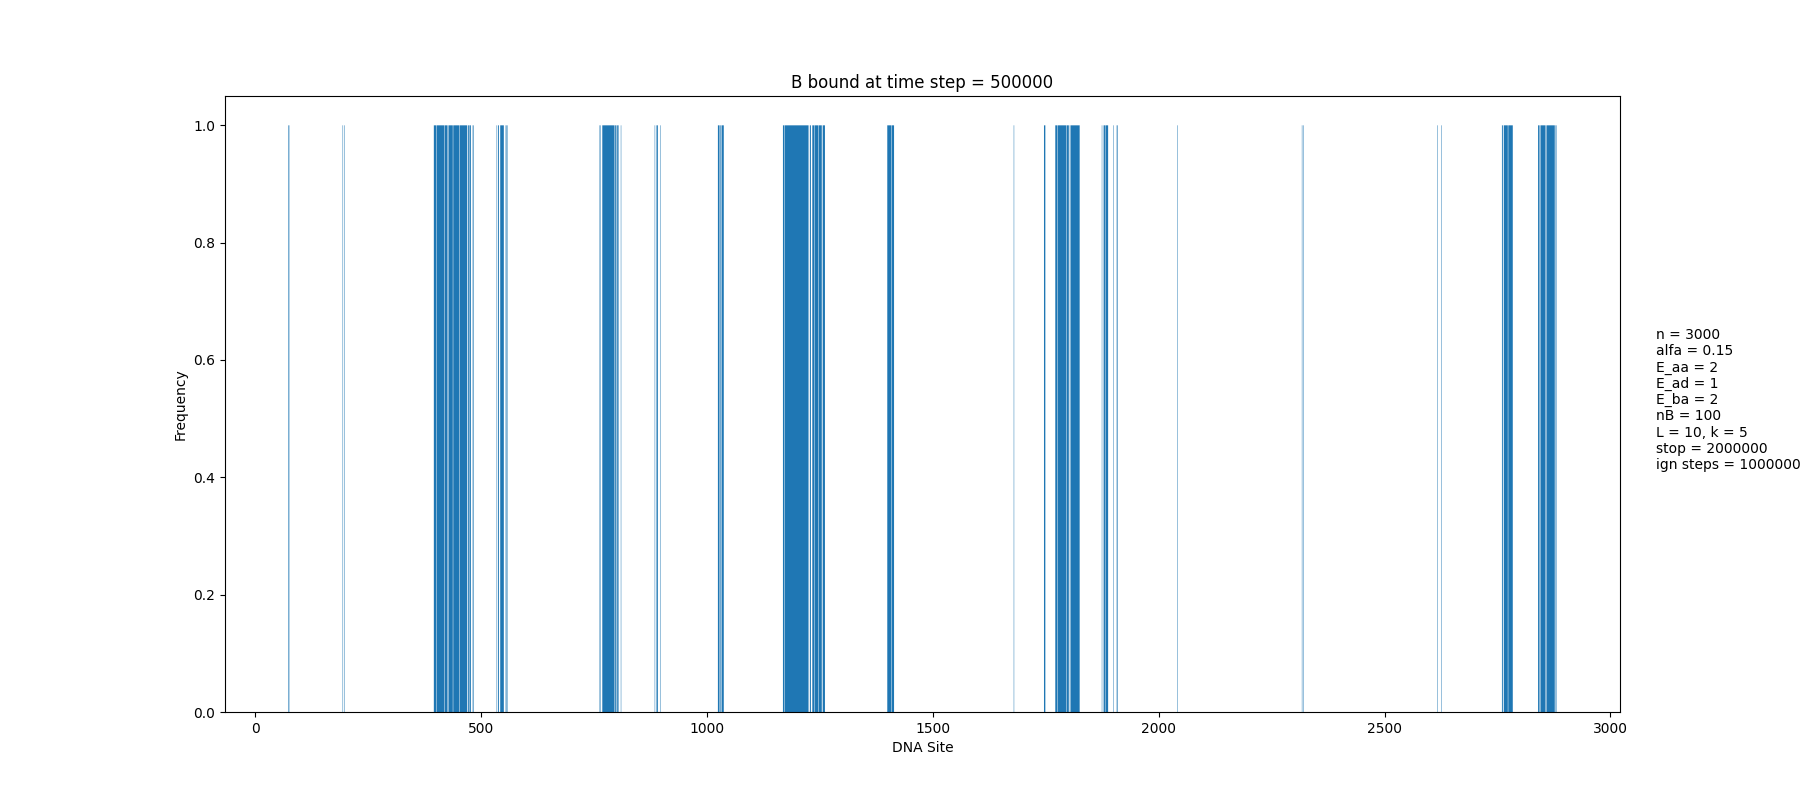 B bound at time step = 500000
1.0
0.8
0.6
0.4
0.2
0.0
Frequency
0 500 1000 1500 2000 2500 3000
DNA Site
n = 3000
alfa = 0.15
E_aa = 2
E_ad = 1
E_ba = 2
nB = 100
L = 10, k = 5
stop = 2000000
ign steps = 1000000